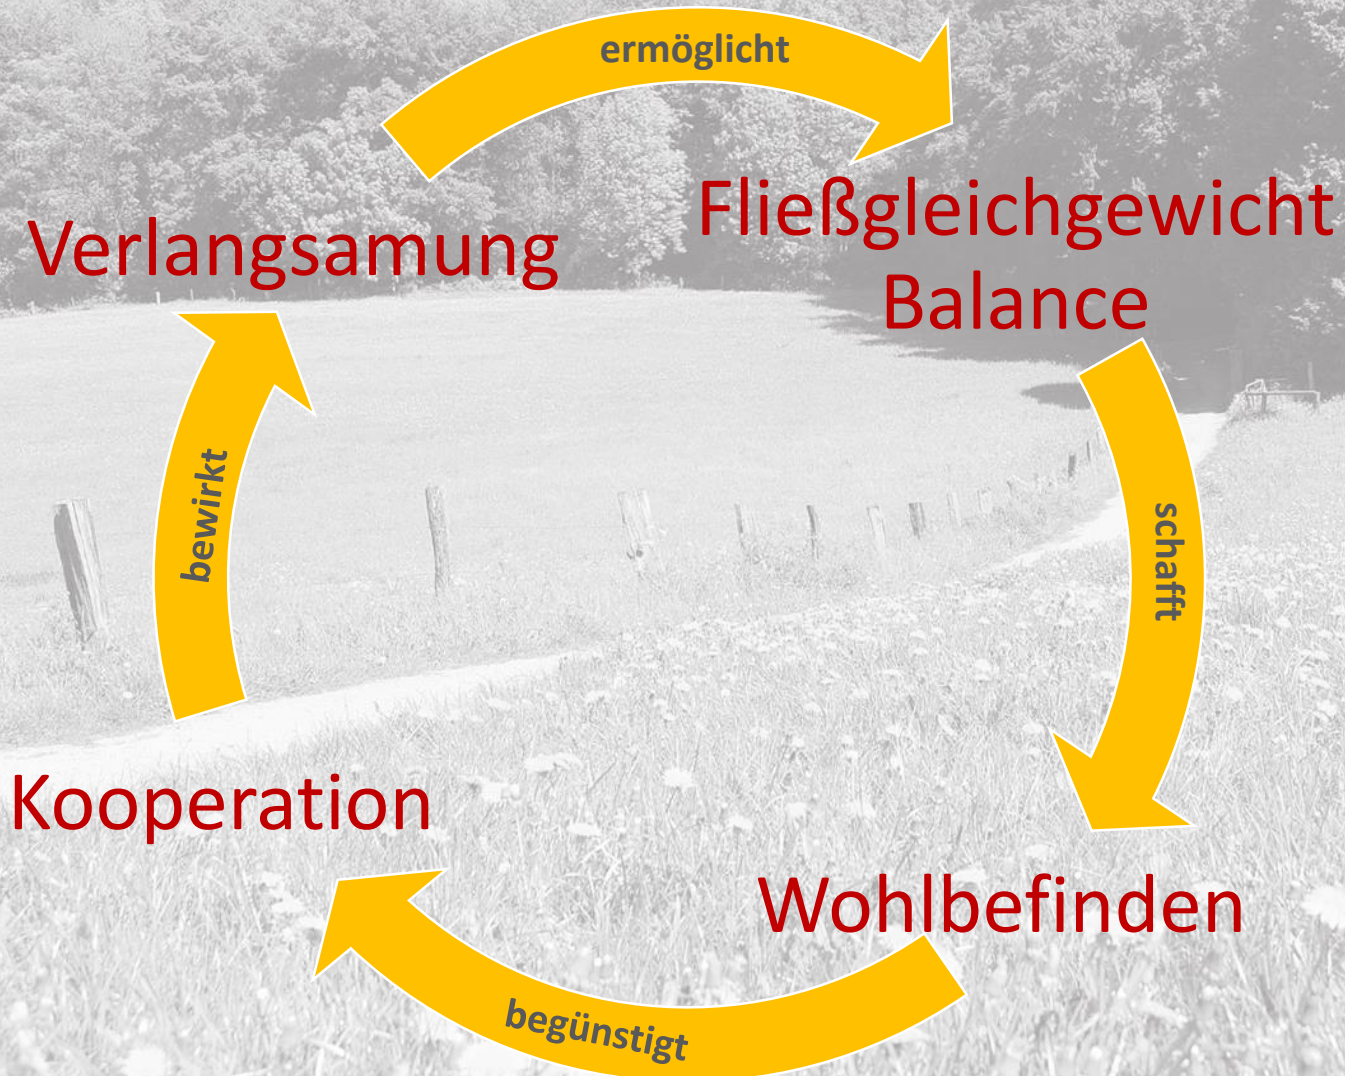 ermöglicht
Verlangsamung
Fließgleichgewicht
Balance
bewirkt
schafft
Kooperation
Wohlbefinden
begünstigt